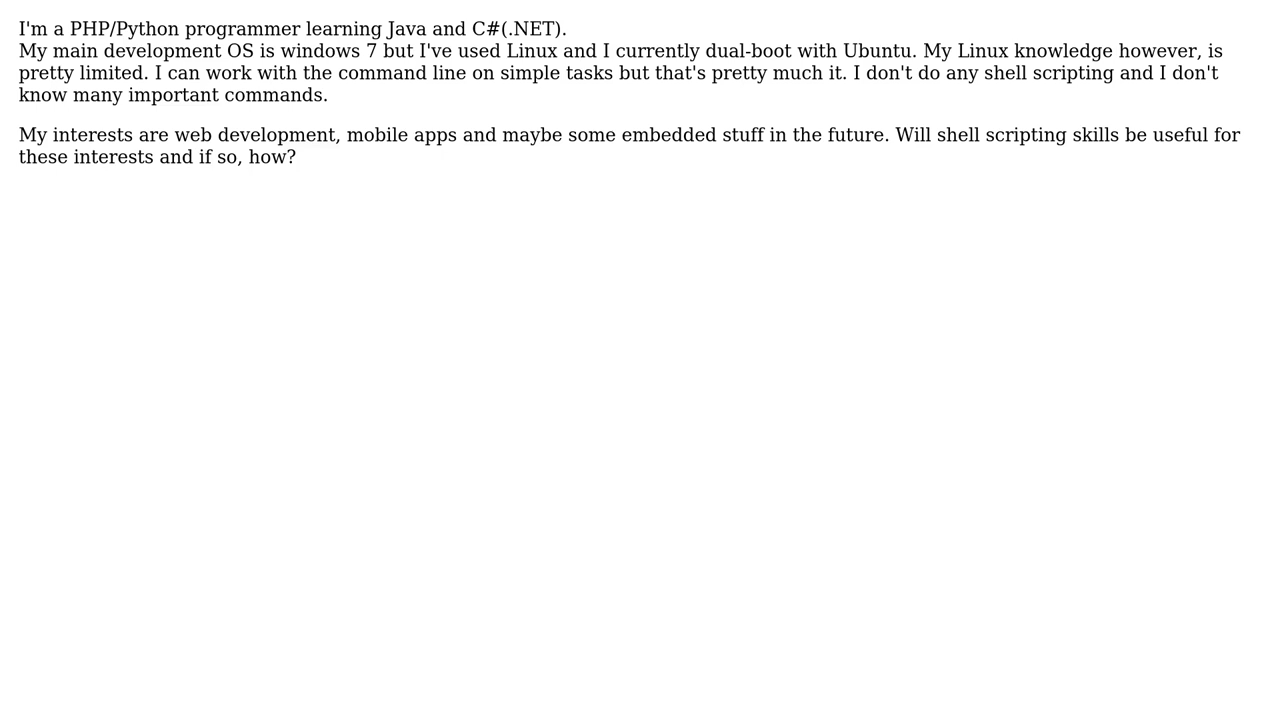 I'm a PHP/Python programmer learning Java and C#(.NET).
My main development OS is windows 7 but I've used Linux and I currently dual-boot with Ubuntu. My Linux knowledge however, is
pretty limited. I can work with the command line on simple tasks but that's pretty much it. I don't do any shell scripting and I don't
know many important commands.
My interests are web development, mobile apps and maybe some embedded stuff in the future. Will shell scripting skills be useful for
these interests and if so, how?